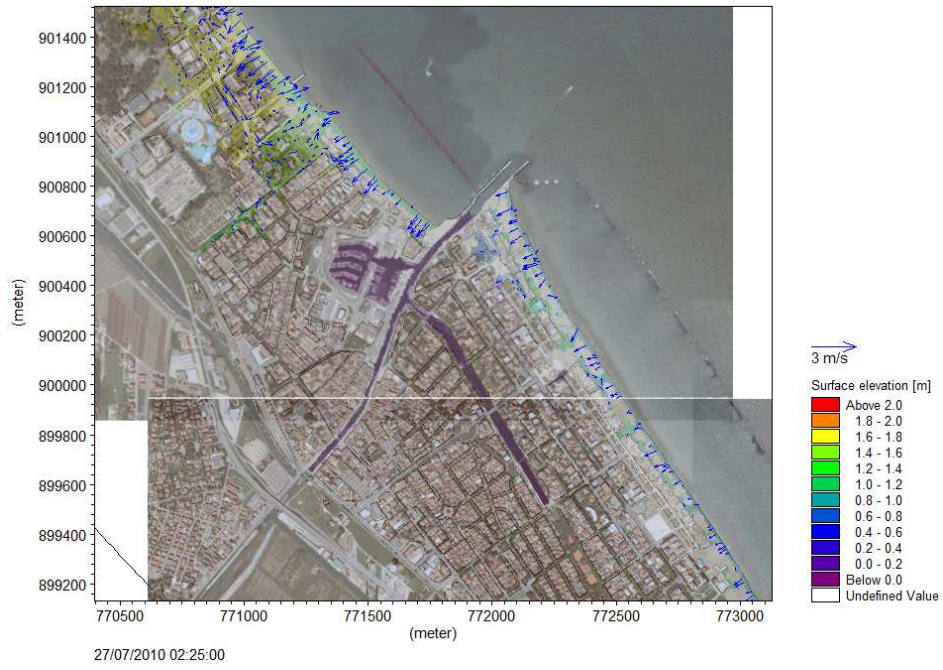 901400
901200
901000
900800
900600
900400
900200
900000
899800
899600
899400
899200
(meter)
770500 771000 771500 772000 772500 773000
(meter)
27/07/2010 02:25:00
3 m/s
Surface elevation [m]
Above 2.0
1.8 - 2.0
1.6 - 1.8
1.4 - 1.6
1.2 - 1.4
1.0 - 1.2
0.8 - 1.0
0.6 - 0.8
0.4 - 0.6
0.2 - 0.4
0.0 - 0.2
Below 0.0
Undefined Value